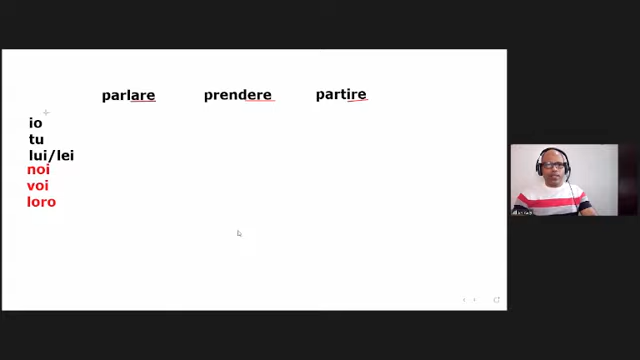 parlare prendere partire
io
tu
lui/lei
noi
voi
loro